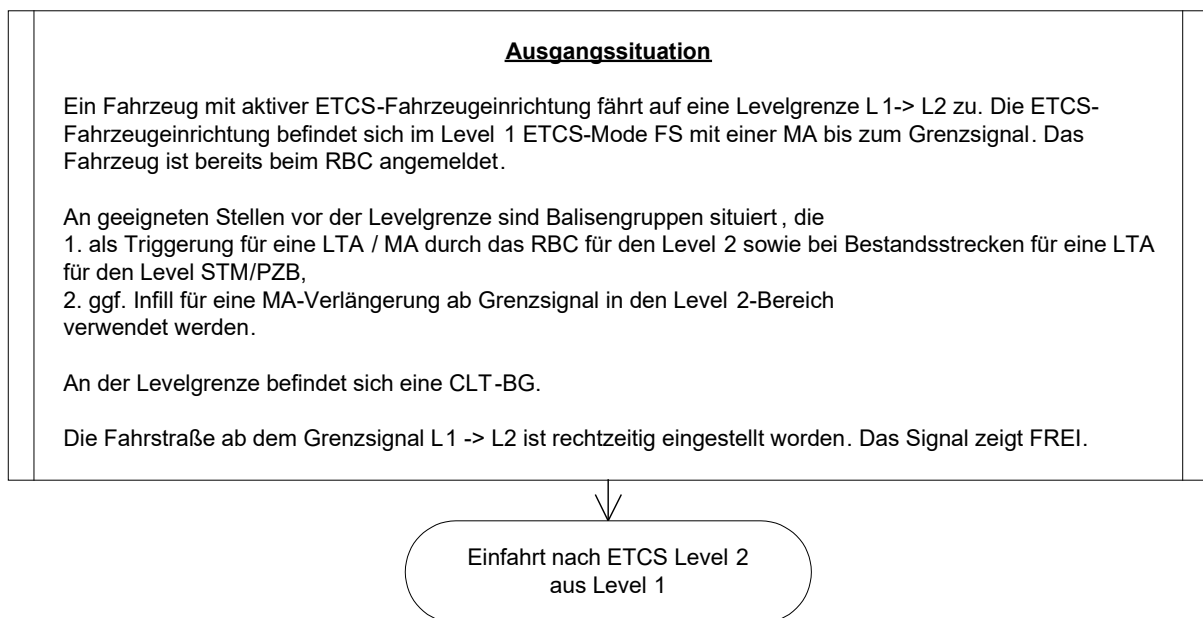 Ausgangssituation
Ein Fahrzeug mit aktiver ETCS-Fahrzeugeinrichtung fährt auf eine Levelgrenze L1-> L2 zu. Die ETCS-
Fahrzeugeinrichtung befindet sich im Level 1 ETCS-Mode FS mit einer MA bis zum Grenzsignal. Das
Fahrzeug ist bereits beim RBC angemeldet.
An geeigneten Stellen vor der Levelgrenze sind Balisengruppen situiert, die
1. als Triggerung für eine LTA / MA durch das RBC für den Level 2 sowie bei Bestandsstrecken für eine LTA
für den Level STM/PZB,
2. ggf. Infill für eine MA-Verlängerung ab Grenzsignal in den Level 2-Bereich
verwendet werden.
An der Levelgrenze befindet sich eine CLT-BG.
Die Fahrstraße ab dem Grenzsignal L1 -> L2 ist rechtzeitig eingestellt worden. Das Signal zeigt FREI.
Einfahrt nach ETCS Level 2
aus Level 1